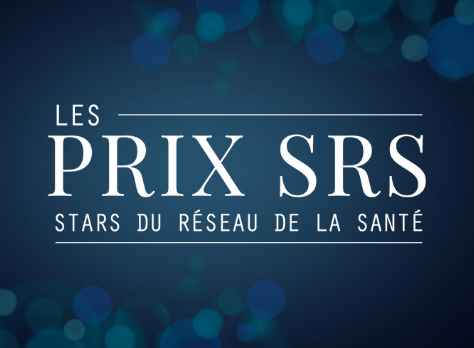 LES
PRIX SRS
STARS DU RÉSEAU DE LA SANTÉ